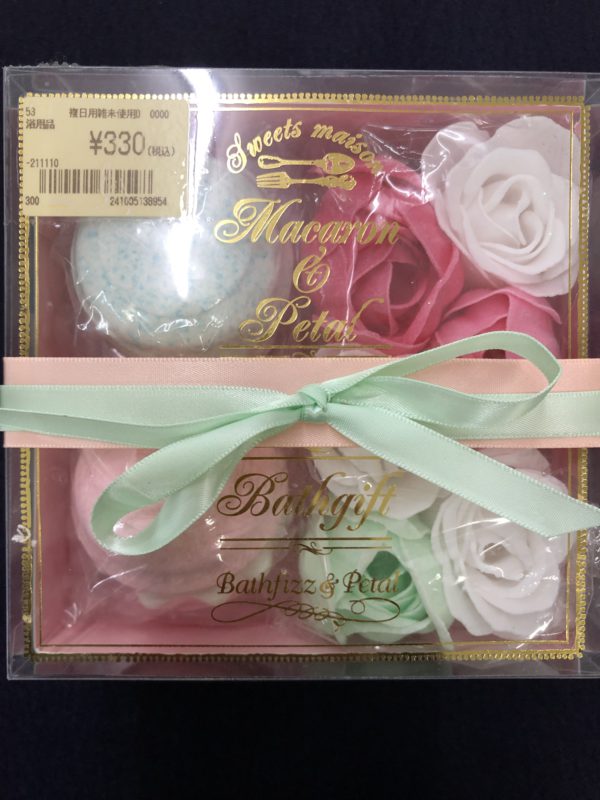 53 複日用雑未使用D 0000
浴用品
¥330(税込)
-211110
300 241035138954
Sweets maison
Macaron
&
Petal
Bathgift
Bathfizz & Petal